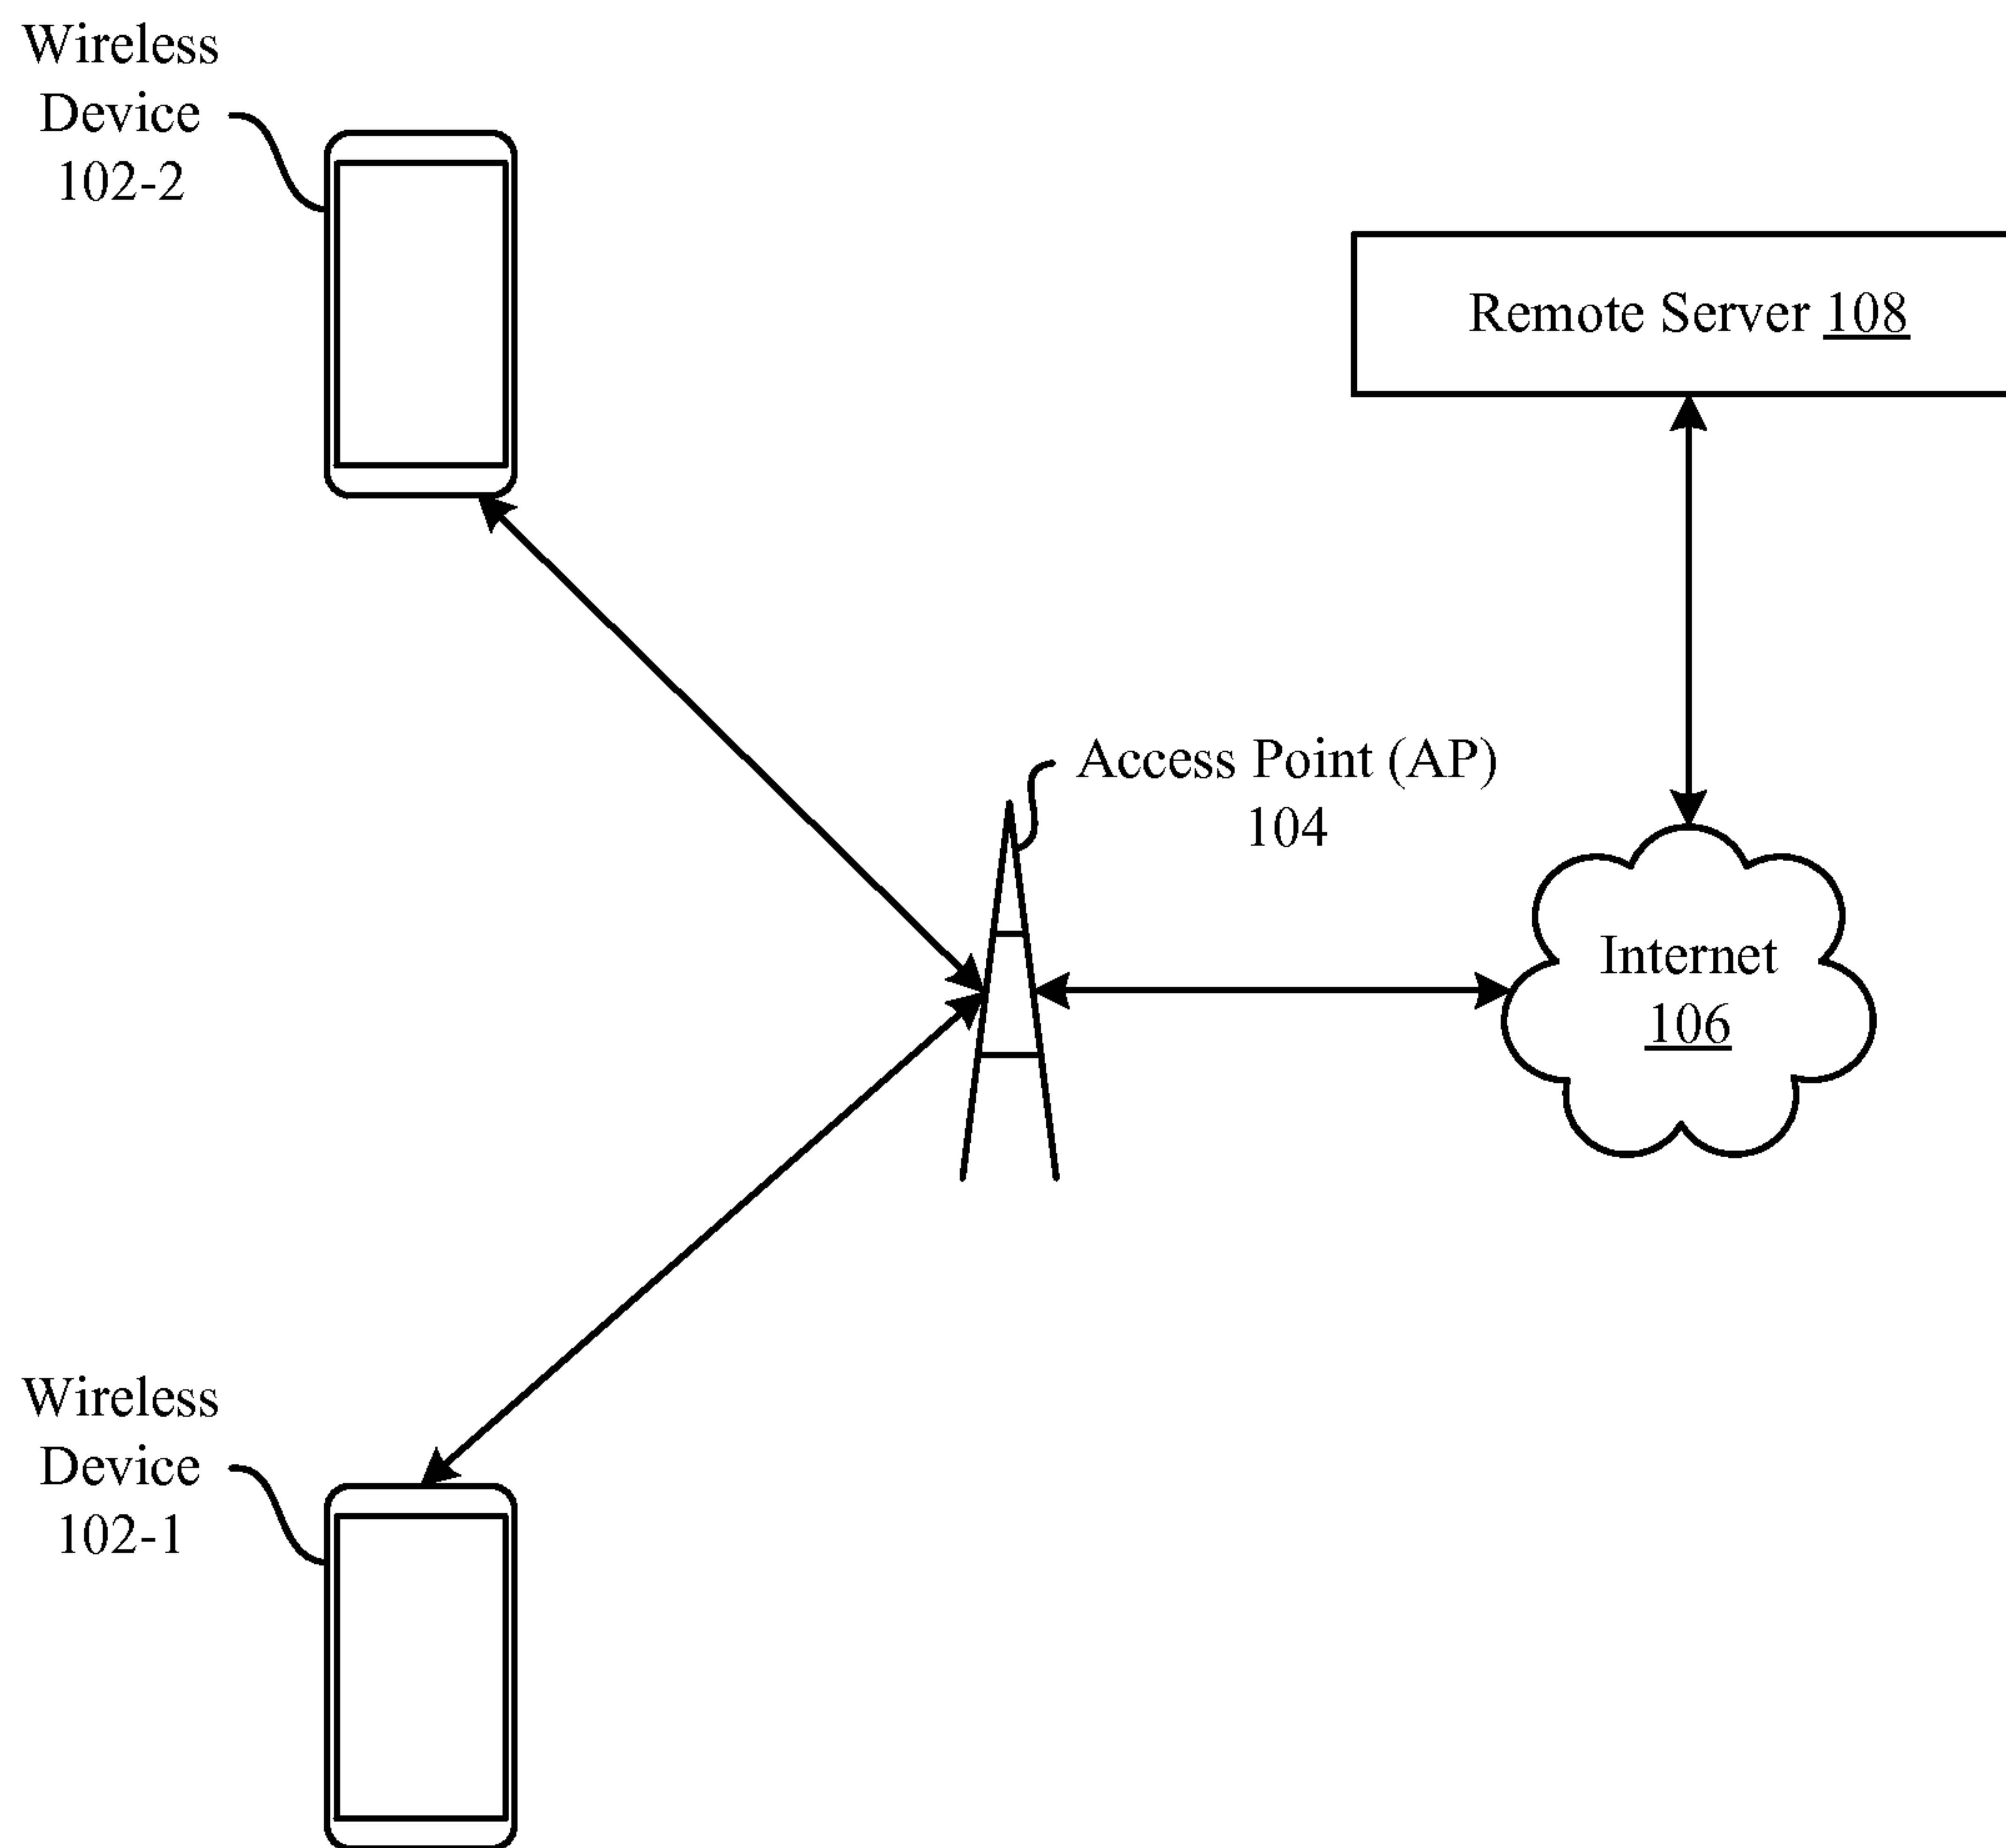 Wireless
Device
102-2
Remote Server 108
Access Point (AP)
104
Internet
106
Wireless
Device
102-1